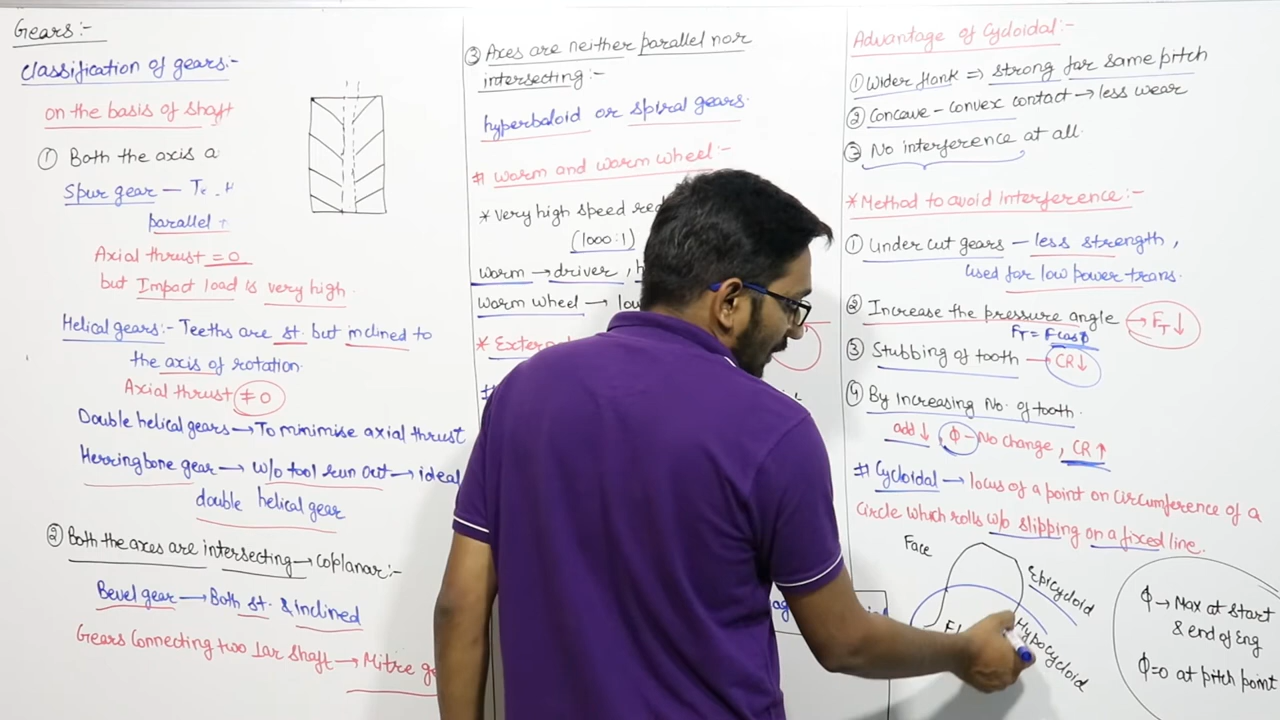 Gears:-
Classification of gears:-
on the basis of shaft
① Both the axis a
Spur gear —
parallel
Axial thrust = 0
but Impact load is very high.
Helical gears:- Teeths are st. but inclined to
the axis of rotation.
Axial thrust ≠ 0
Double helical gears → To minimise axial thrust
Herringbone gear → w/o tool run out → ideal
double helical gear
② Both the axes are intersecting → coplanar:-
Bevel gear → Both st. & inclined
Gears Connecting two ⊥ar shaft → Mitre ge
③ Axes are neither parallel nor
intersecting:-
hyperbaloid or spiral gears.
# Worm and worm wheel:-
* Very high speed red
(1000:1)
worm → driver,
worm wheel → lo
* Exter
#
Advantage of Cycloidal:-
① Wider flank ⇒ strong for same pitch
② Concave - convex contact → less wear
③ No interference at all.
* Method to avoid interference:-
① Under cut gears — less strength,
used for low power trans.
② Increase the pressure angle → F_T ↓
F_T = F cosϕ
③ Stubbing of tooth → CR ↓
④ By increasing No. of tooth.
add ↓ ϕ - No change, CR ↑
# Cycloidal → locus of a point on circumference of a
circle which rolls w/o slipping on a fixed line.
Face
Epicycloid
Fl
Hypocycloid
ϕ → Max at start
& end of Eng
ϕ=0 at pitch point